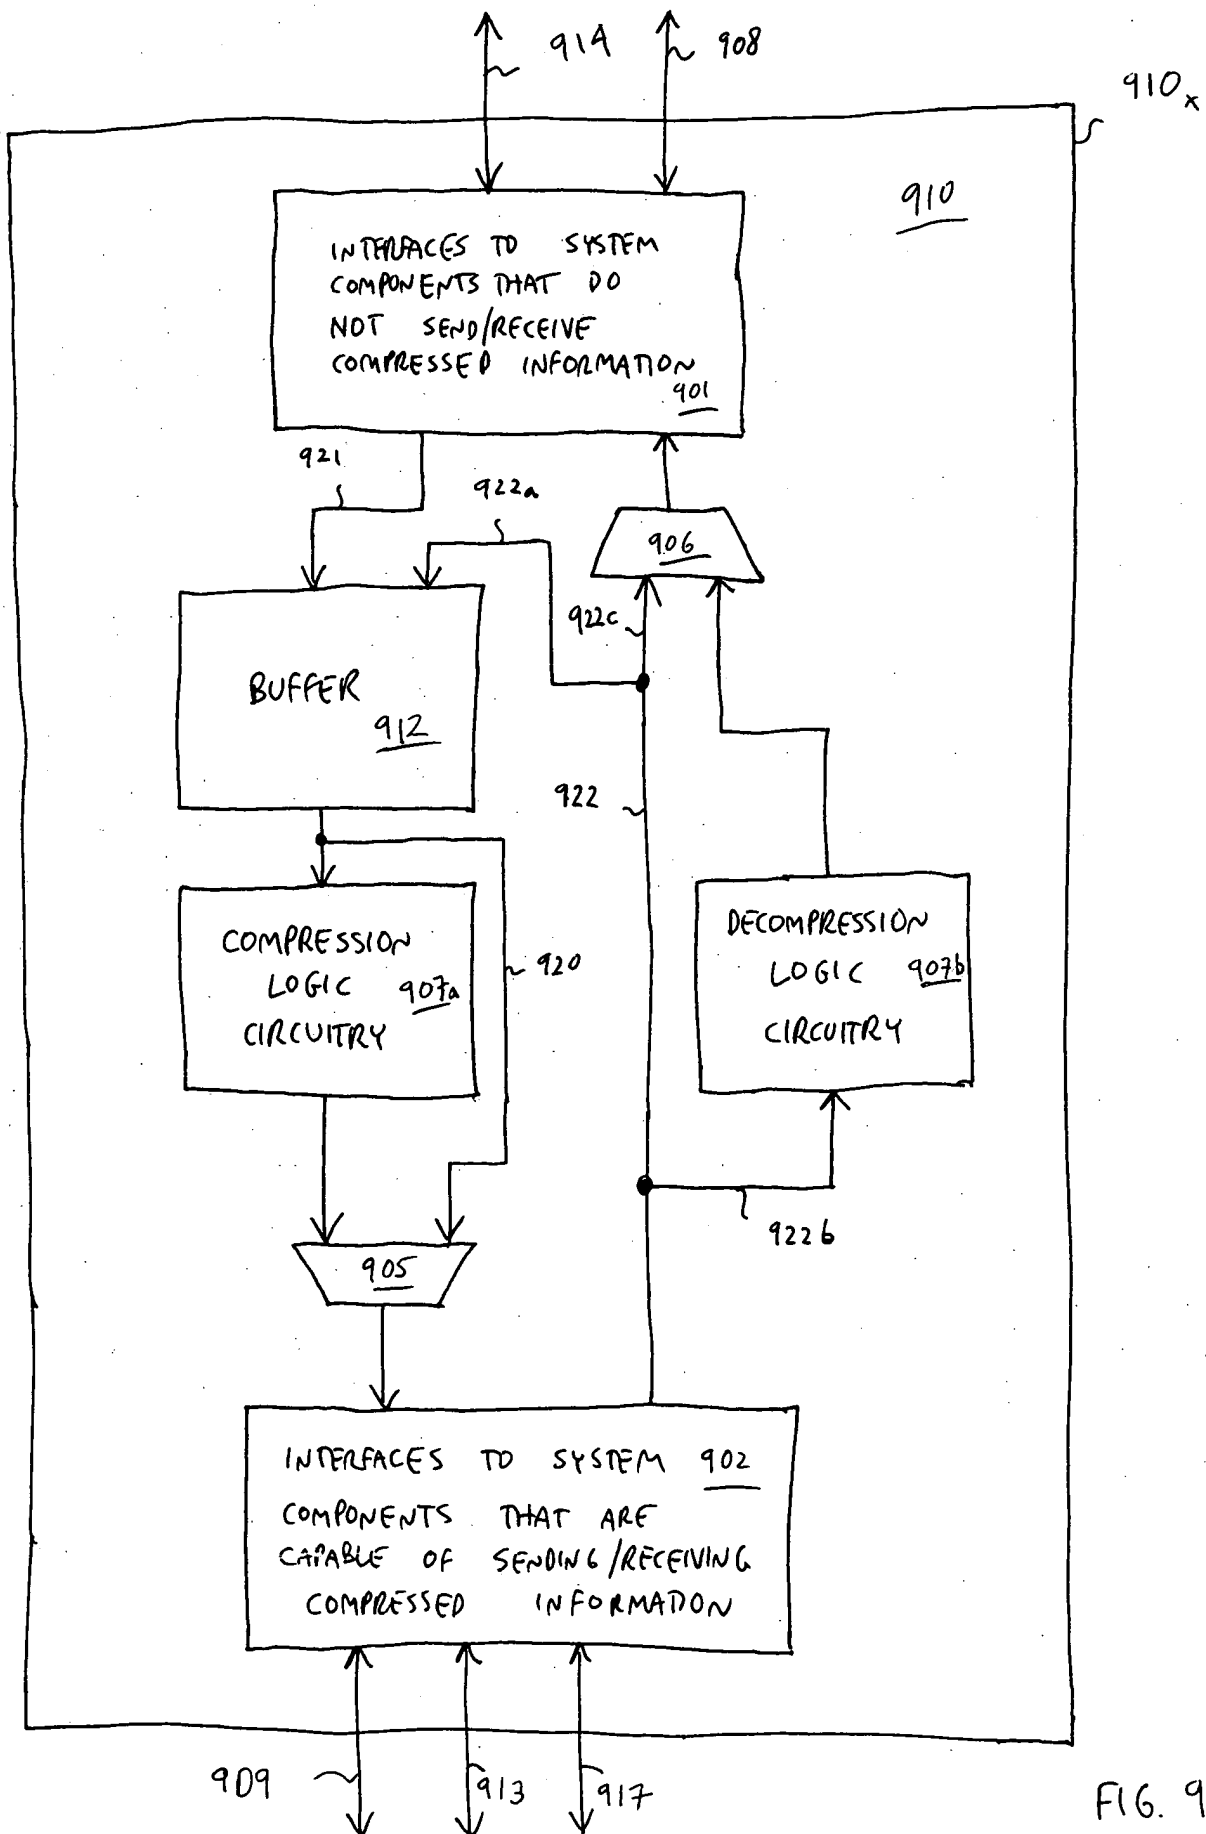 914
908
910x
910
INTERFACES TO SYSTEM
COMPONENTS THAT DO
NOT SEND/RECEIVE
COMPRESSED INFORMATION
901
921
922a
906
922c
BUFFER
912
922
COMPRESSION
LOGIC 907a
CIRCUITRY
920
DECOMPRESSION
LOGIC 907b
CIRCUITRY
922b
905
INTERFACES TO SYSTEM 902
COMPONENTS THAT ARE
CAPABLE OF SENDING/RECEIVING
COMPRESSED INFORMATION
909
913
917
FIG. 9